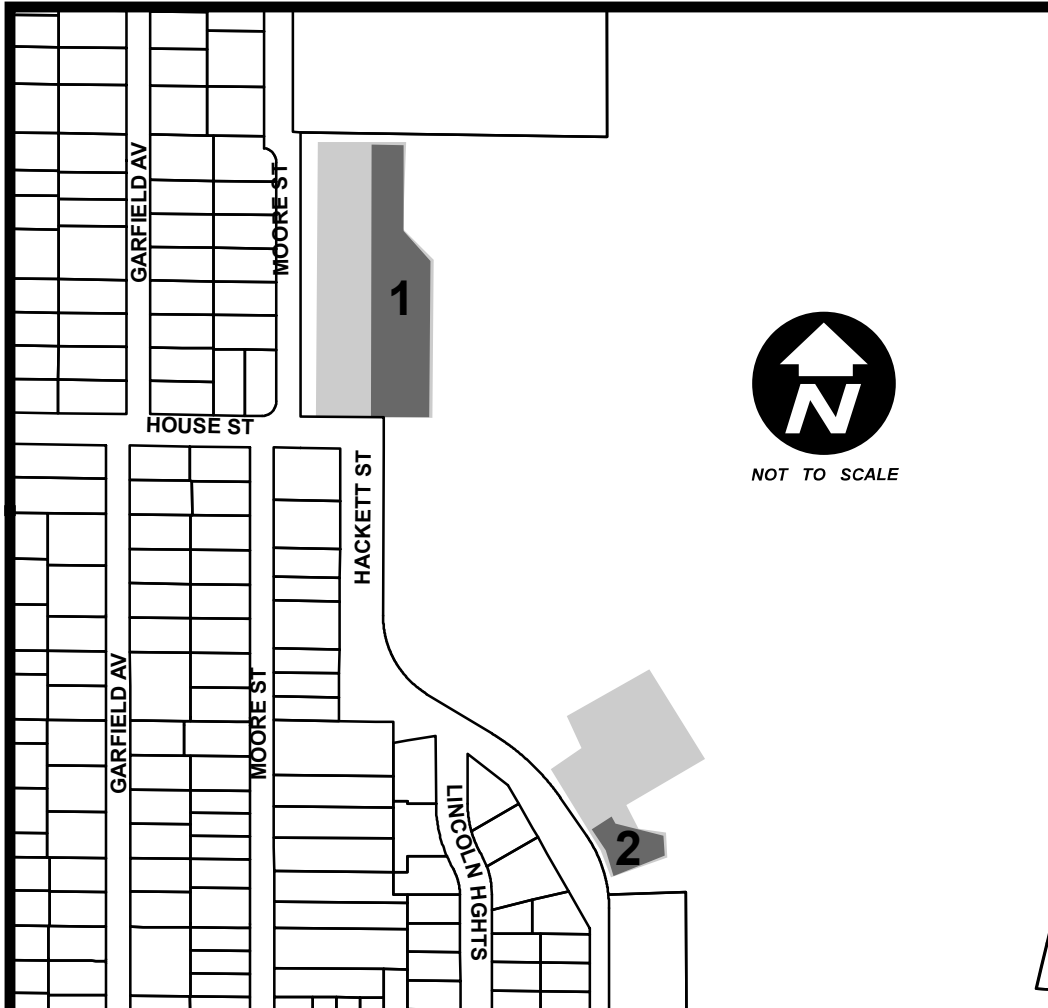 GARFIELD AV
MOORE ST
1
N
NOT TO SCALE
HOUSE ST
HACKETT ST
GARFIELD AV
MOORE ST
LINCOLN HGHTS
2